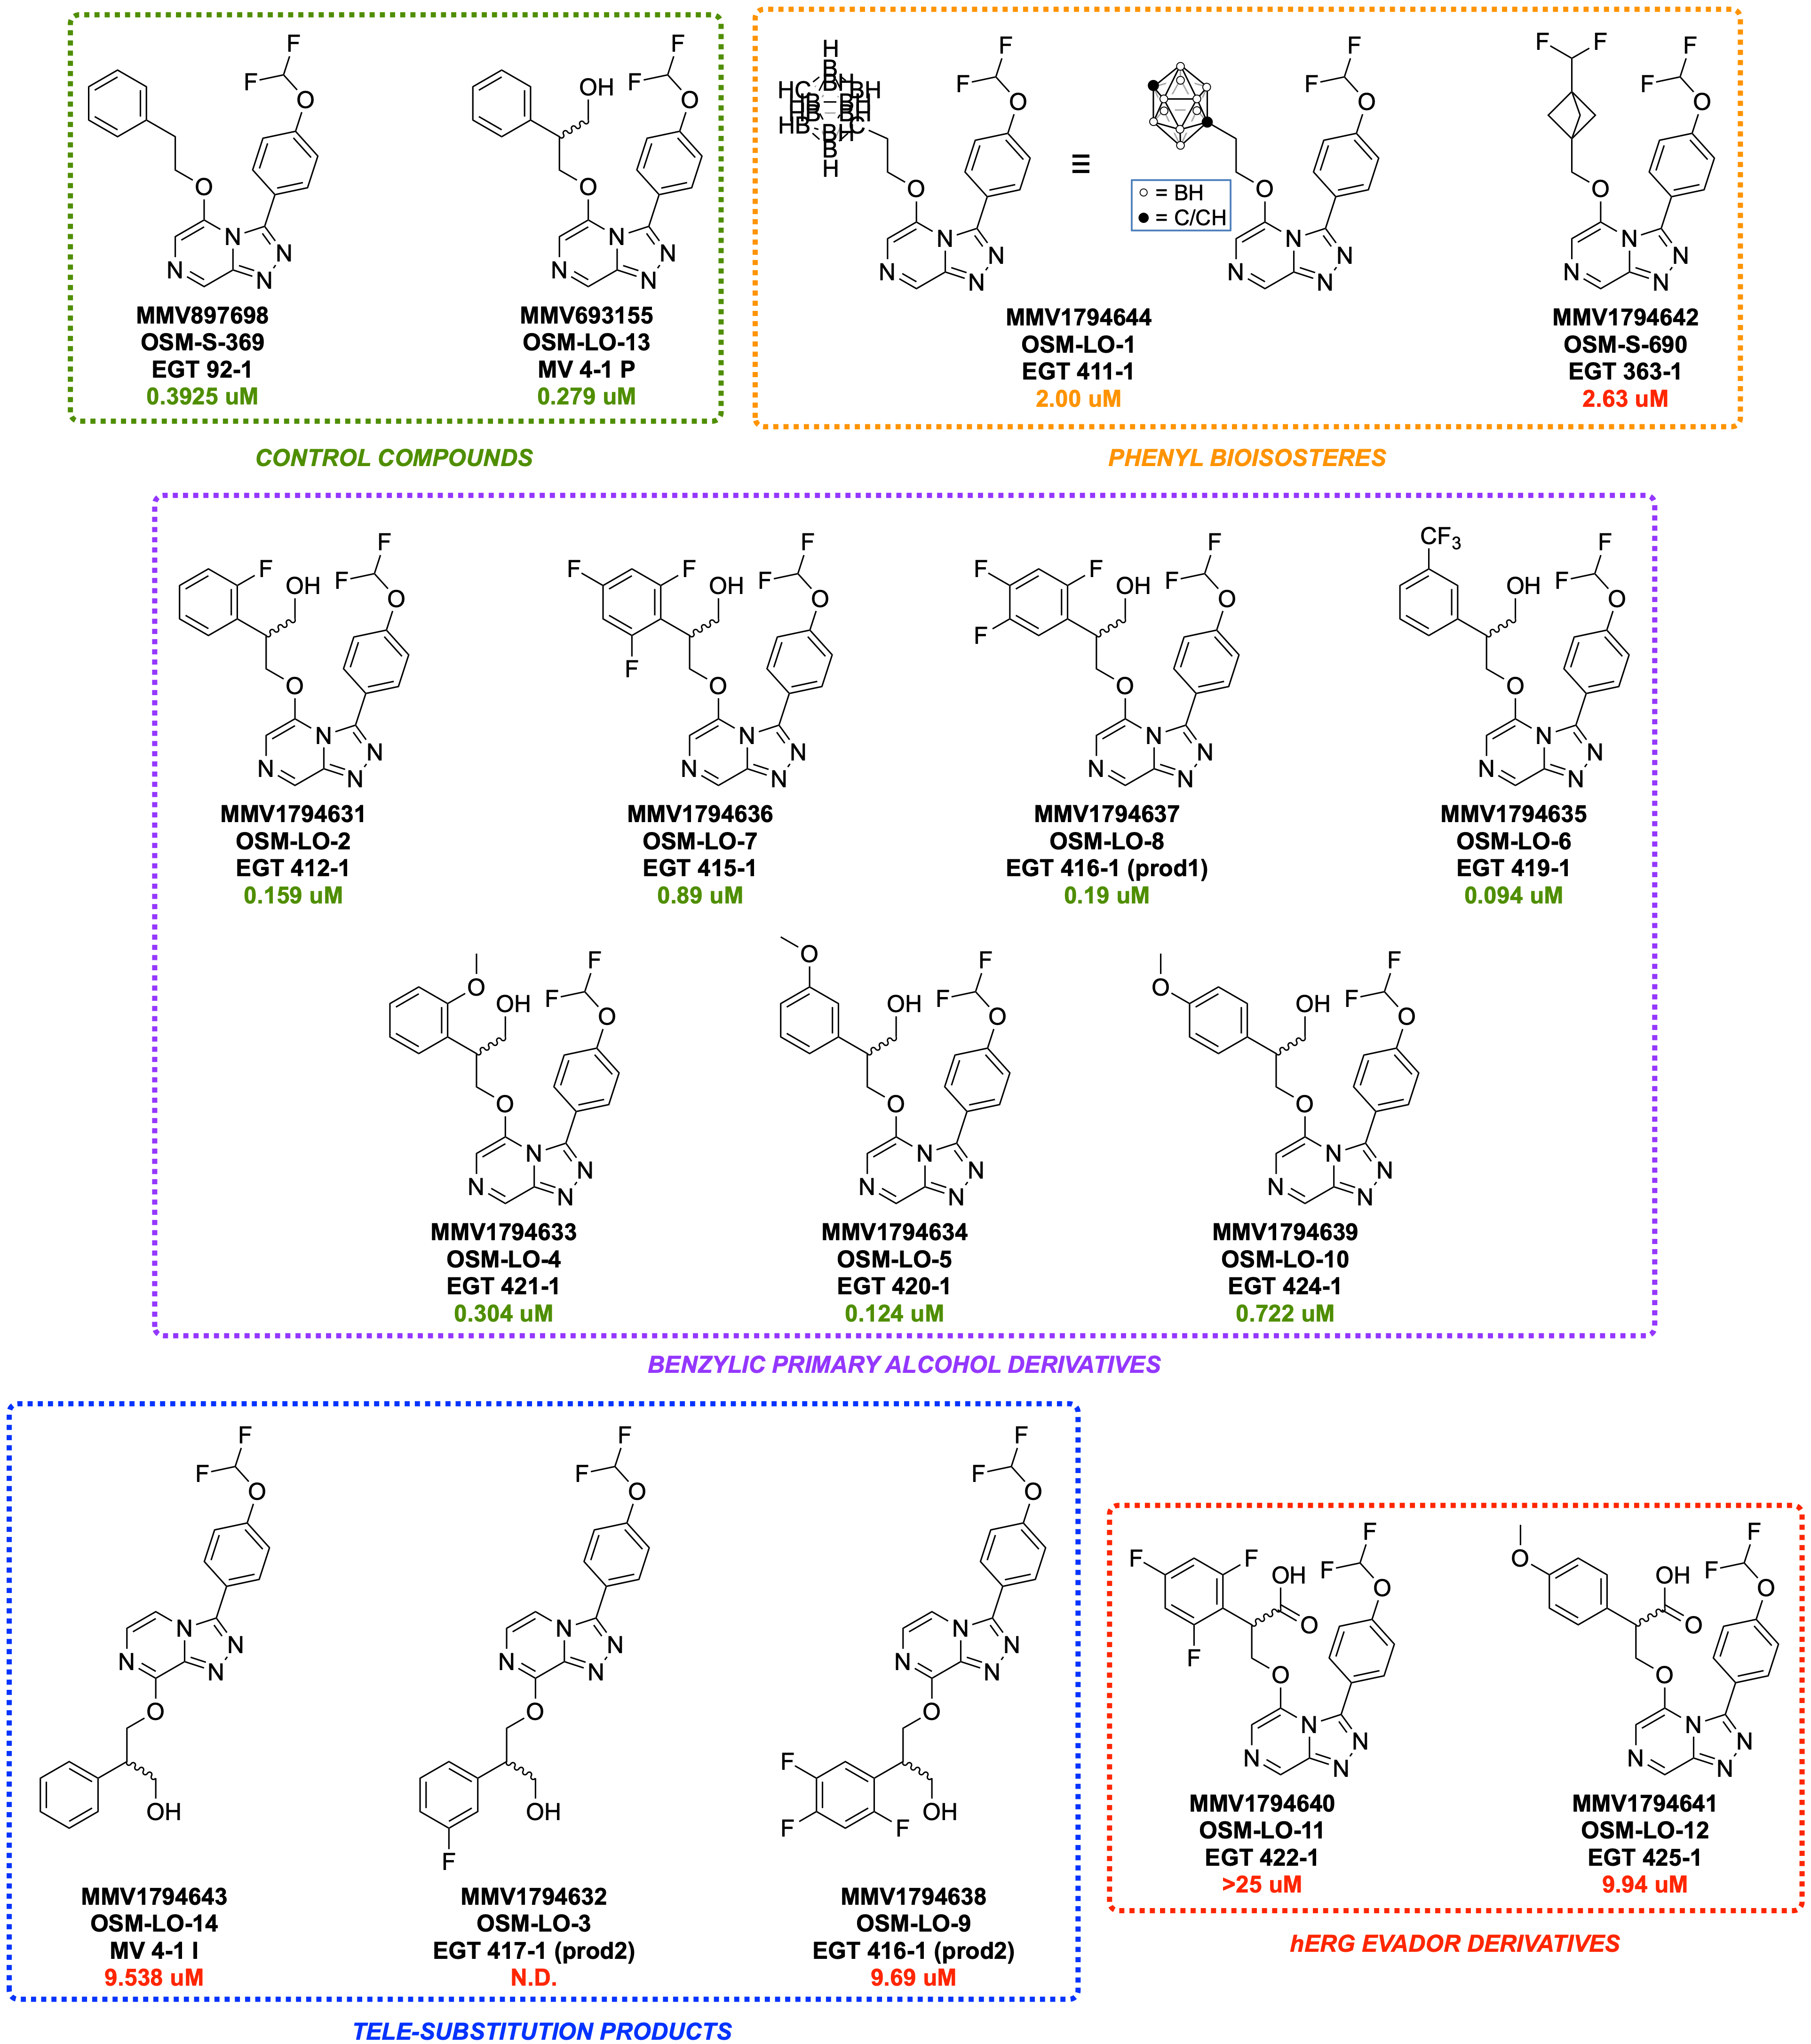 MMV897698
OSM-S-369
EGT 92-1
0.3925 uM
MMV693155
OSM-LO-13
MV 4-1 P
0.279 uM
CONTROL COMPOUNDS
≡
○ = BH
● = C/CH
MMV1794644
OSM-LO-1
EGT 411-1
2.00 uM
MMV1794642
OSM-S-690
EGT 363-1
2.63 uM
PHENYL BIOISOSTERES
MMV1794631
OSM-LO-2
EGT 412-1
0.159 uM
MMV1794636
OSM-LO-7
EGT 415-1
0.89 uM
MMV1794637
OSM-LO-8
EGT 416-1 (prod1)
0.19 uM
CF3
MMV1794635
OSM-LO-6
EGT 419-1
0.094 uM
MMV1794633
OSM-LO-4
EGT 421-1
0.304 uM
MMV1794634
OSM-LO-5
EGT 420-1
0.124 uM
MMV1794639
OSM-LO-10
EGT 424-1
0.722 uM
BENZYLIC PRIMARY ALCOHOL DERIVATIVES
MMV1794643
OSM-LO-14
MV 4-1 I
9.538 uM
MMV1794632
OSM-LO-3
EGT 417-1 (prod2)
N.D.
MMV1794638
OSM-LO-9
EGT 416-1 (prod2)
9.69 uM
TELE-SUBSTITUTION PRODUCTS
MMV1794640
OSM-LO-11
EGT 422-1
>25 uM
MMV1794641
OSM-LO-12
EGT 425-1
9.94 uM
hERG EVADOR DERIVATIVES